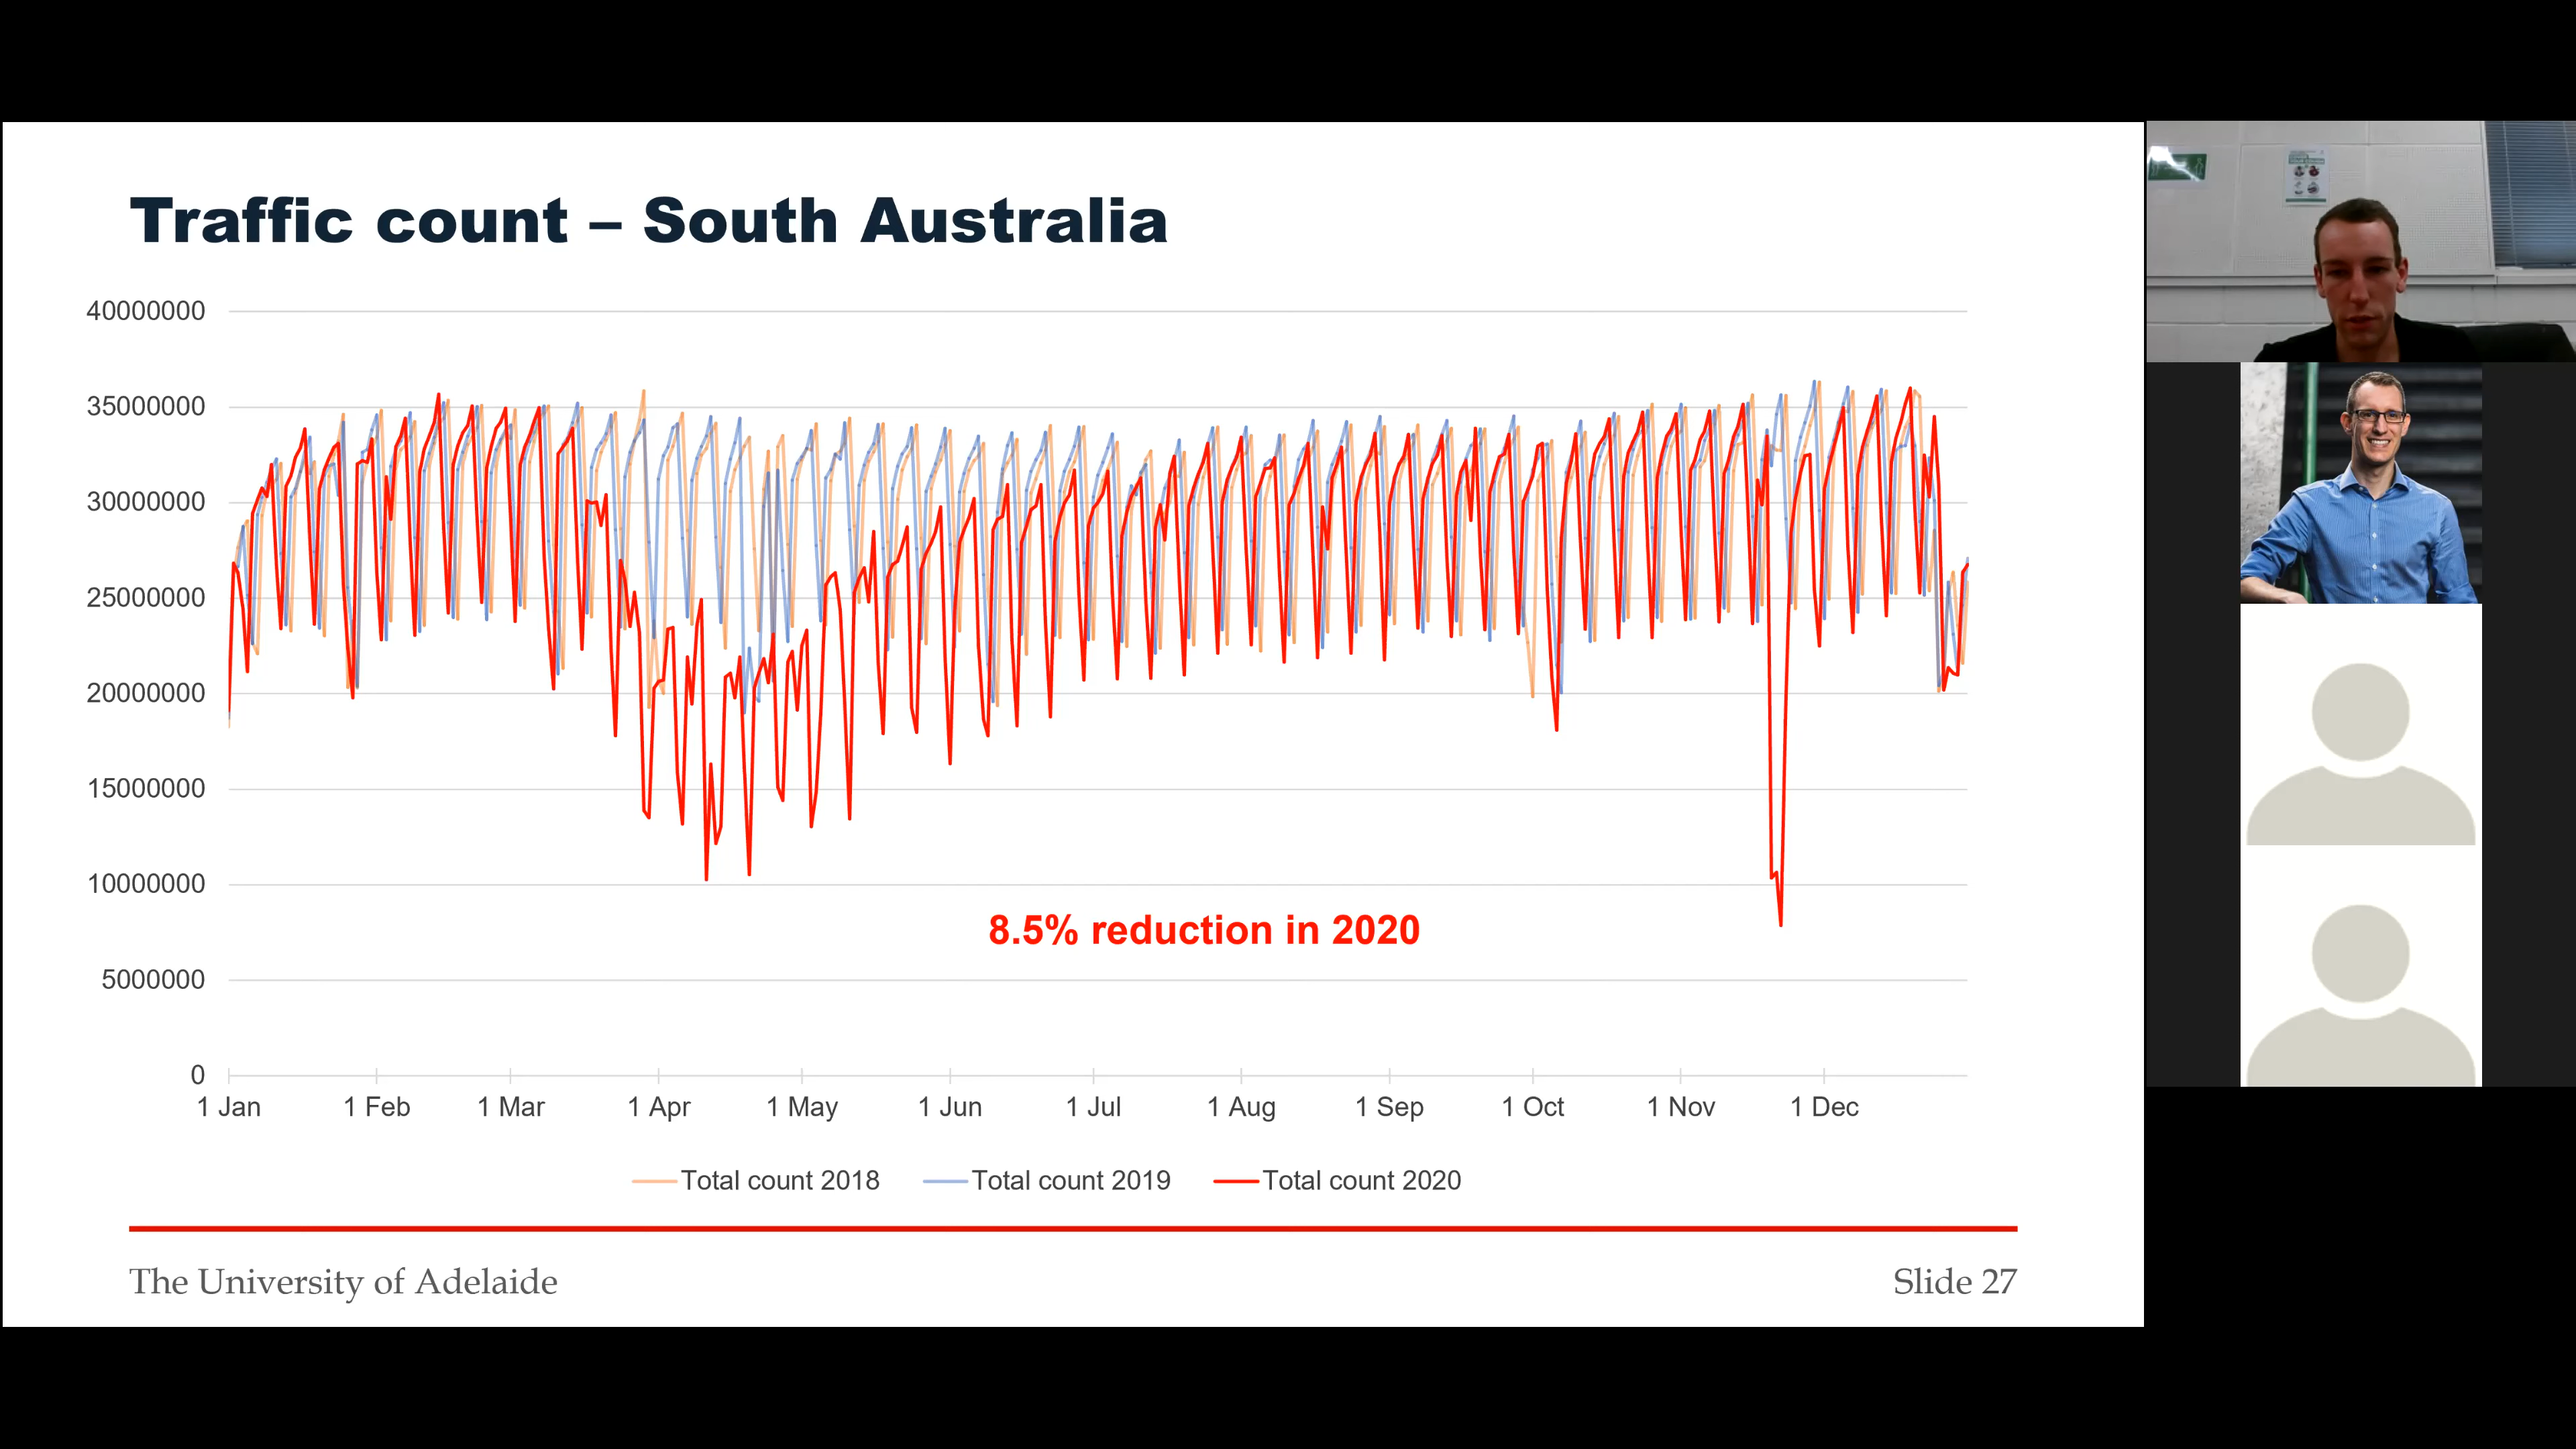 Traffic count – South Australia
40000000
35000000
30000000
25000000
20000000
15000000
10000000
5000000
0
8.5% reduction in 2020
1 Jan 1 Feb 1 Mar 1 Apr 1 May 1 Jun 1 Jul 1 Aug 1 Sep 1 Oct 1 Nov 1 Dec
Total count 2018 Total count 2019 Total count 2020
The University of Adelaide Slide 27